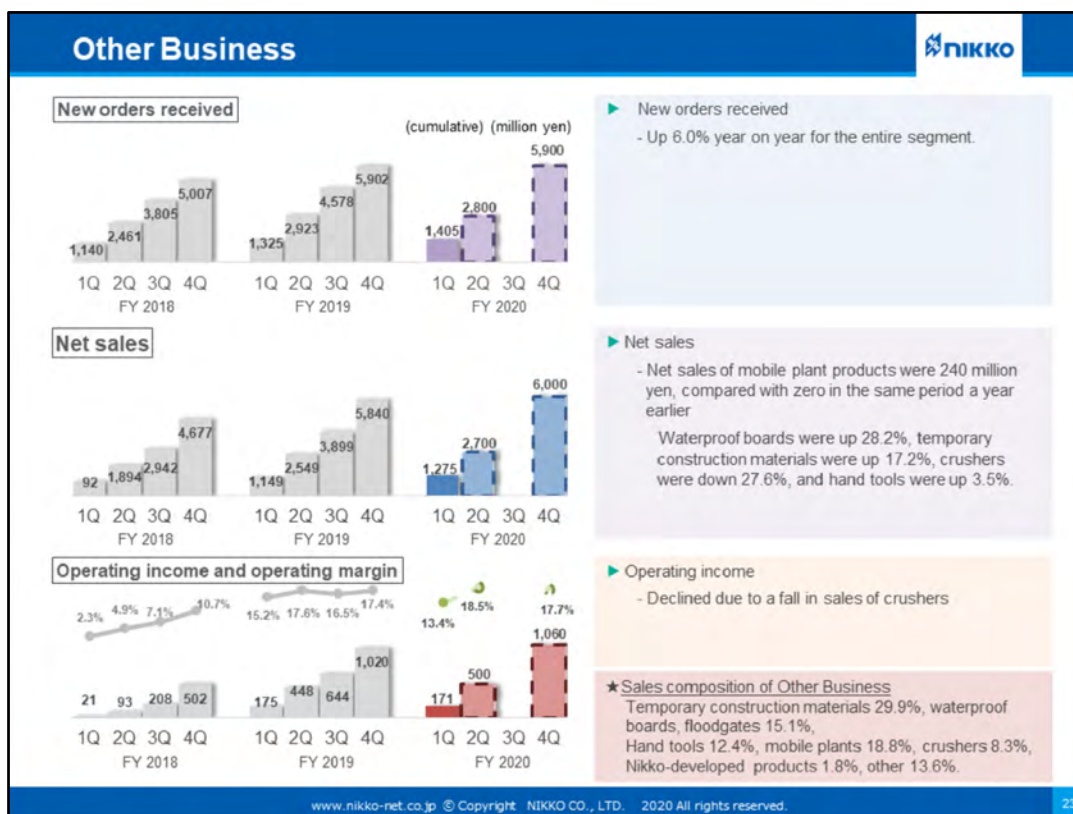 Other Business
NIKKO
New orders received
(cumulative) (million yen)
1,140 2,461 3,805 5,007
1,325 2,923 4,578 5,902
1,405 2,800 5,900
1Q 2Q 3Q 4Q 1Q 2Q 3Q 4Q 1Q 2Q 3Q 4Q
FY 2018 FY 2019 FY 2020
▶ New orders received
- Up 6.0% year on year for the entire segment.
Net sales
92 1,894 2,942 4,677
1,149 2,549 3,899 5,840
1,275 2,700 6,000
1Q 2Q 3Q 4Q 1Q 2Q 3Q 4Q 1Q 2Q 3Q 4Q
FY 2018 FY 2019 FY 2020
▶ Net sales
- Net sales of mobile plant products were 240 million
yen, compared with zero in the same period a year
earlier
Waterproof boards were up 28.2%, temporary
construction materials were up 17.2%, crushers
were down 27.6%, and hand tools were up 3.5%.
Operating income and operating margin
2.3% 4.9% 7.1% 10.7%
15.2% 17.6% 16.5% 17.4%
13.4% 18.5% 17.7%
21 93 208 502
175 448 644 1,020
171 500 1,060
1Q 2Q 3Q 4Q 1Q 2Q 3Q 4Q 1Q 2Q 3Q 4Q
FY 2018 FY 2019 FY 2020
▶ Operating income
- Declined due to a fall in sales of crushers
★Sales composition of Other Business
Temporary construction materials 29.9%, waterproof
boards, floodgates 15.1%,
Hand tools 12.4%, mobile plants 18.8%, crushers 8.3%,
Nikko-developed products 1.8%, other 13.6%.
www.nikko-net.co.jp © Copyright NIKKO CO., LTD. 2020 All rights reserved.